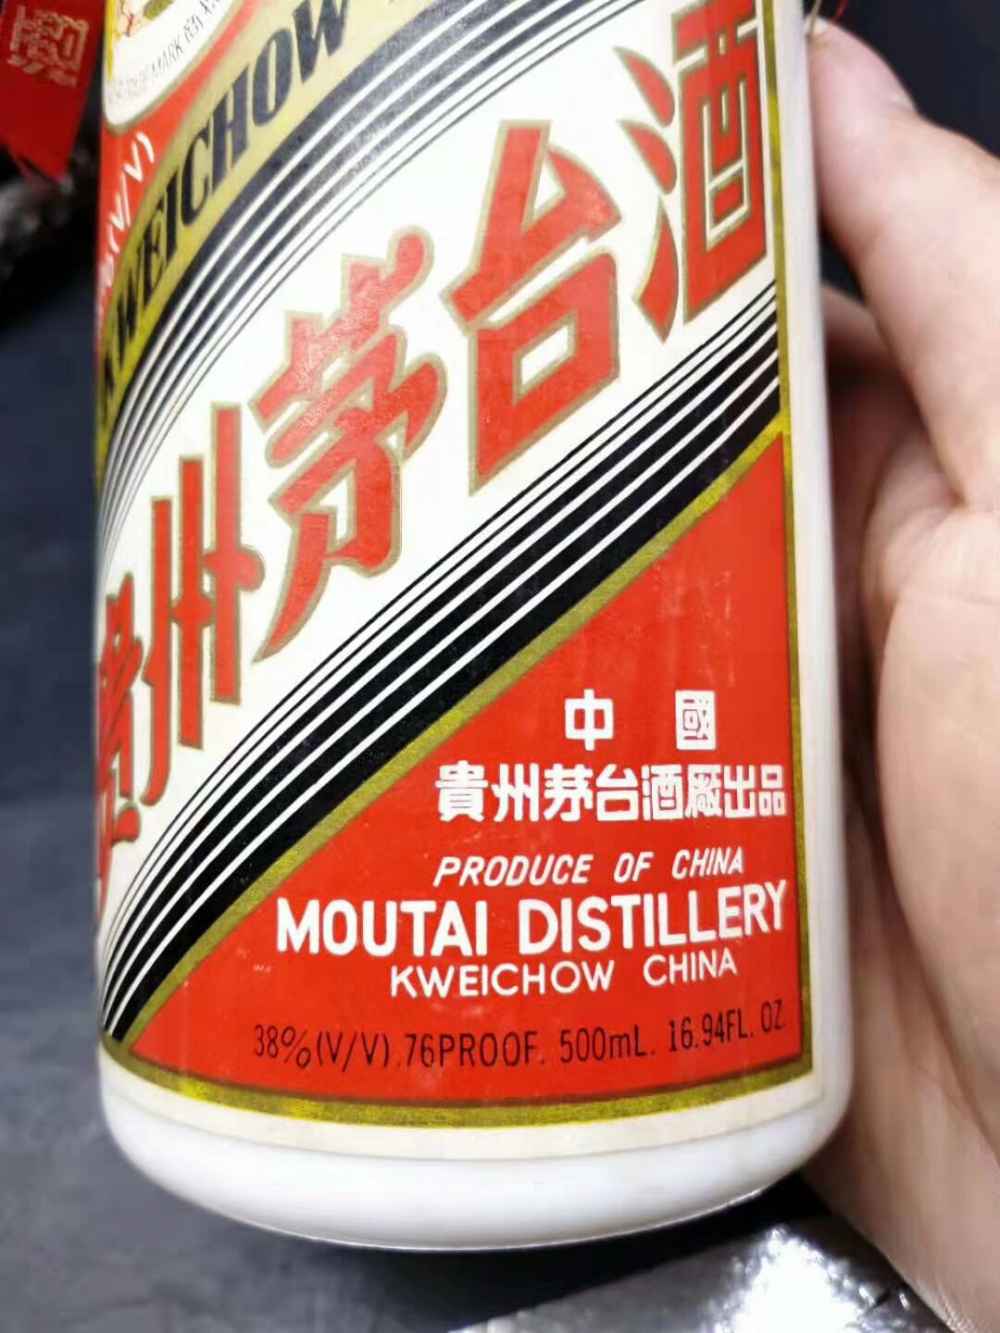 KWEICHOW
貴州茅台酒
中 國
貴州茅台酒厰出品
PRODUCE OF CHINA
MOUTAI DISTILLERY
KWEICHOW CHINA
38%(V/V).76PROOF. 500mL. 16.94FL. OZ